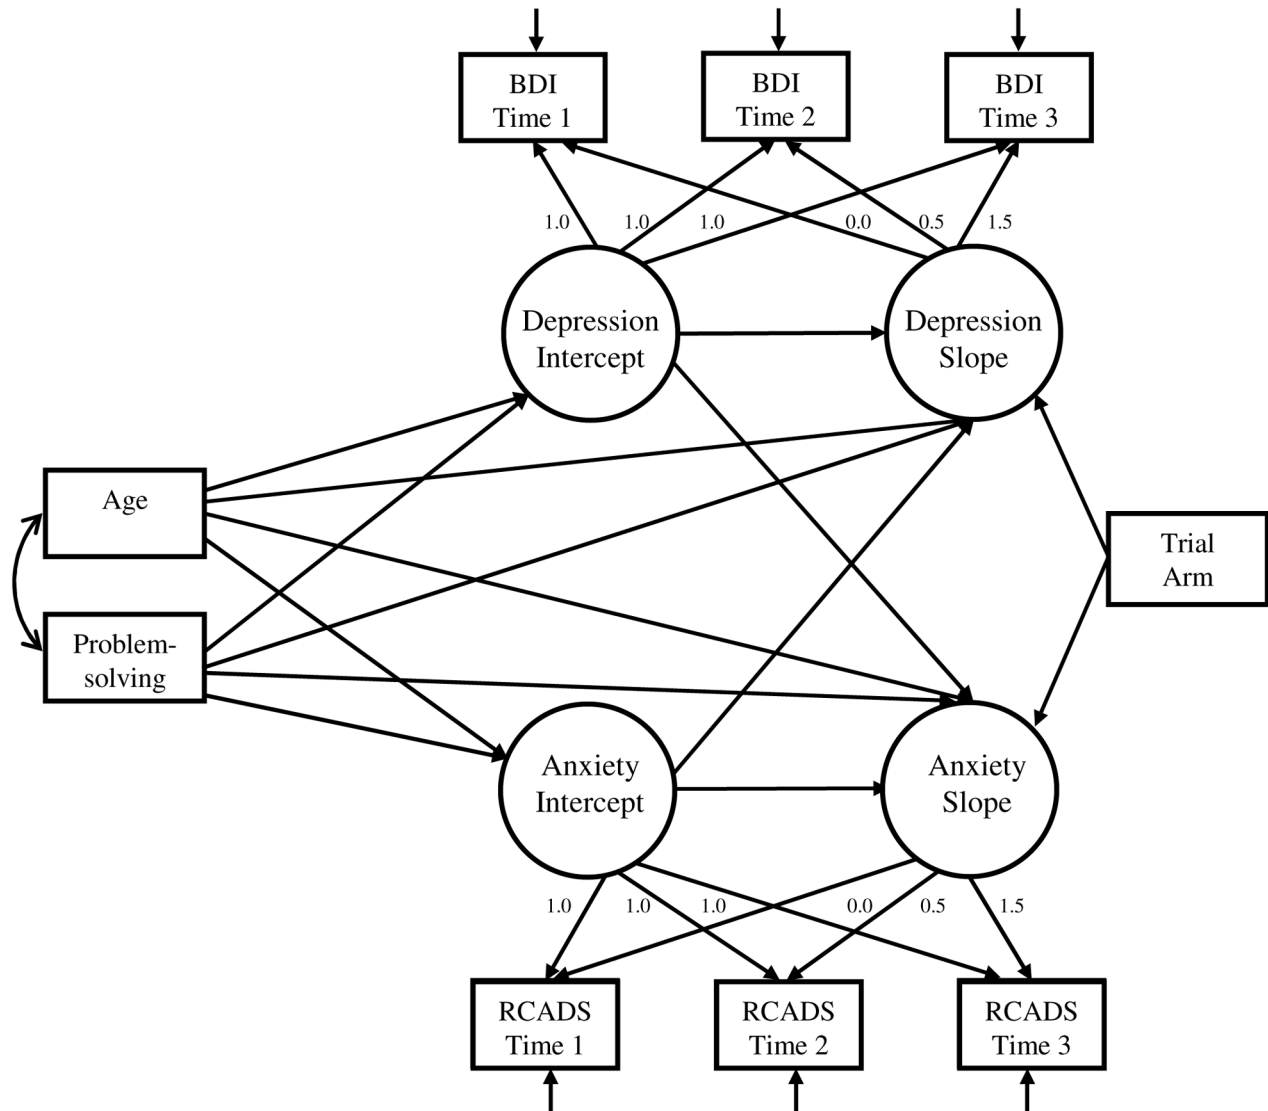 BDI
Time 1
BDI
Time 2
BDI
Time 3
1.0
1.0
1.0
0.0
0.5
1.5
Depression
Intercept
Depression
Slope
Age
Problem-
solving
Trial
Arm
Anxiety
Intercept
Anxiety
Slope
1.0
1.0
1.0
0.0
0.5
1.5
RCADS
Time 1
RCADS
Time 2
RCADS
Time 3